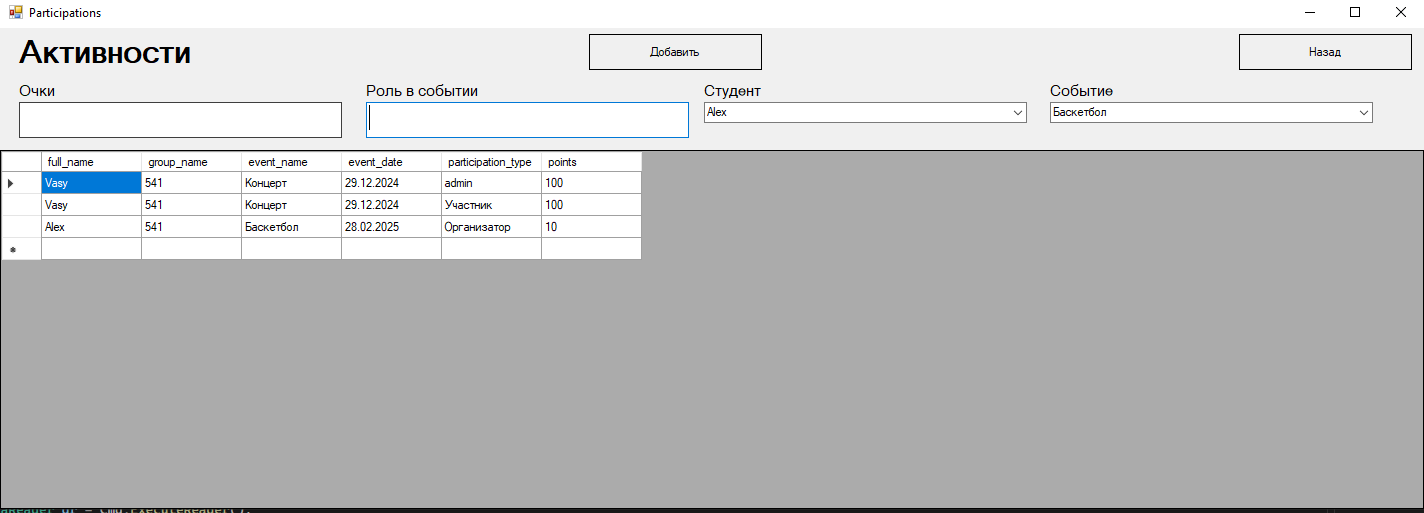 Participations
Активности
Добавить
Назад
Очки
Роль в событии
Студент
Событие
Alex
Баскетбол
full_name group_name event_name event_date participation_type points
Vasy 541 Концерт 29.12.2024 admin 100
Vasy 541 Концерт 29.12.2024 Участник 100
Alex 541 Баскетбол 28.02.2025 Организатор 10